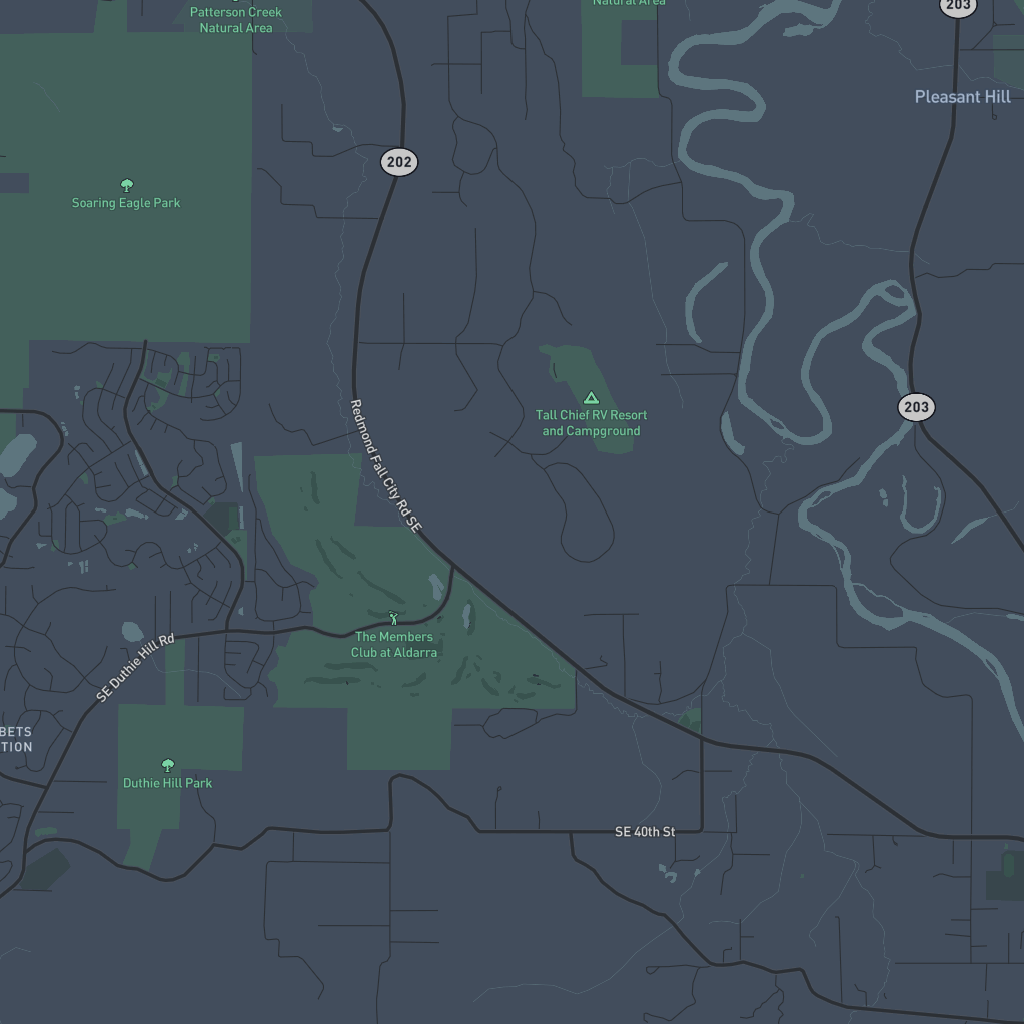 Patterson Creek
Natural Area
Natural Area
203
Pleasant Hill
202
Soaring Eagle Park
Tall Chief RV Resort
and Campground
203
Redmond Fall City Rd SE
The Members
Club at Aldarra
SE Duthie Hill Rd
BETS
TION
Duthie Hill Park
SE 40th St